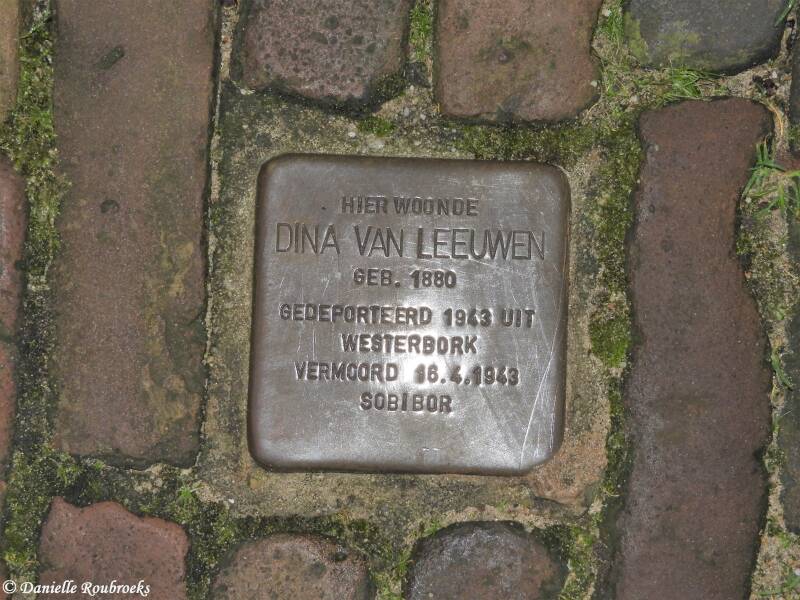 HIER WOONDE
DINA VAN LEEUWEN
GEB. 1880
GEDEPORTEERD 1943 UIT
WESTERBORK
VERMOORD 16.4.1943
SOBIBOR
© Danielle Roubroeks